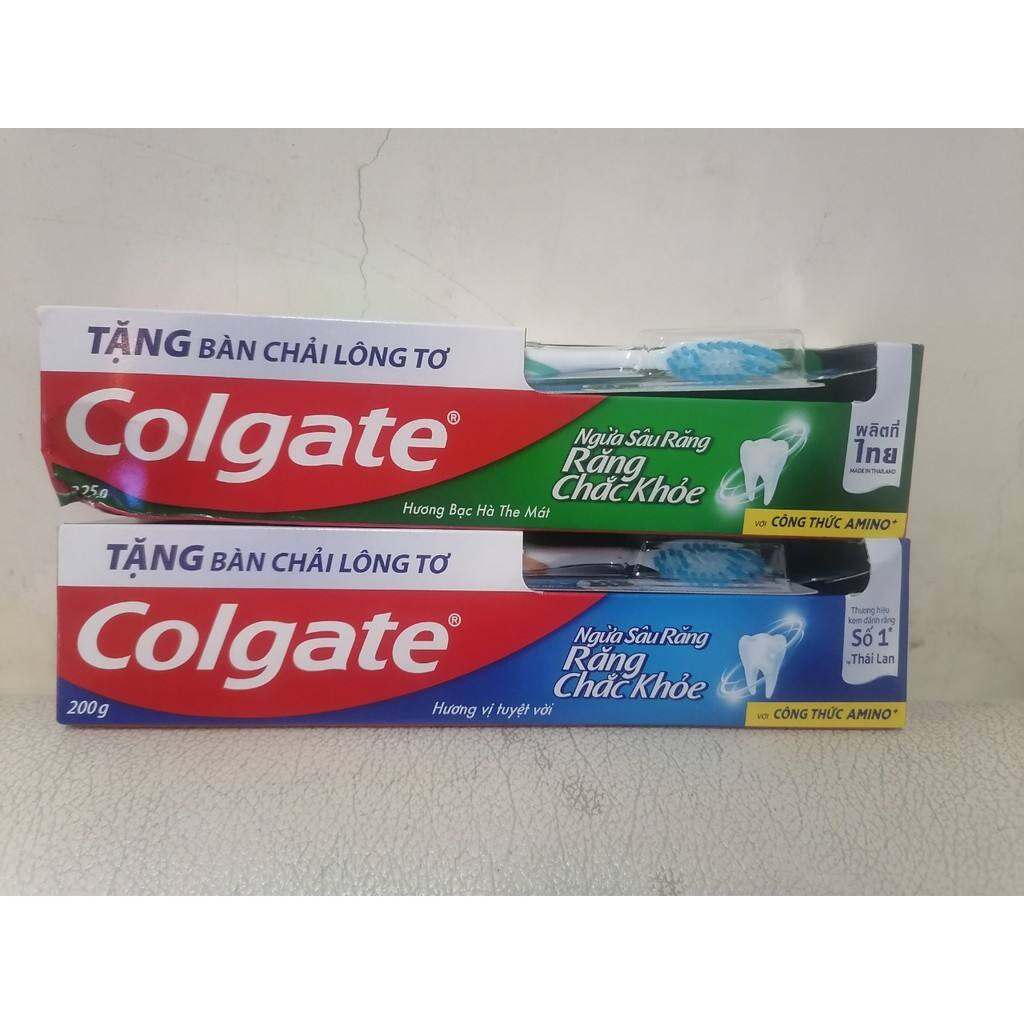 TẶNG BÀN CHẢI LÔNG TƠ
Colgate®
225g
Hương Bạc Hà The Mát
Ngừa Sâu Răng
Răng
Chắc Khỏe
VỚI CÔNG THỨC AMINO+
ผลิตที่
ไทย
MADE IN THAILAND
TẶNG BÀN CHẢI LÔNG TƠ
Colgate®
200g
Hương vị tuyệt vời
Ngừa Sâu Răng
Răng
Chắc Khỏe
VỚI CÔNG THỨC AMINO+
Thương hiệu
kem đánh răng
Số 1*
Thái Lan